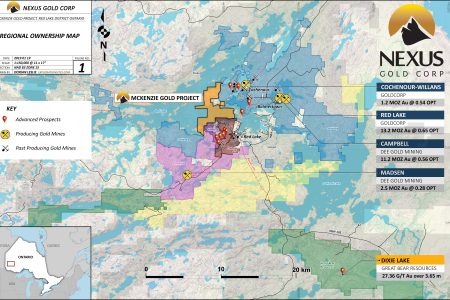 NEXUS GOLD CORP
MCKENZIE GOLD PROJECT: RED LAKE DISTRICT ONTARIO
REGIONAL OWNERSHIP MAP
1
KEY
Advanced Prospects
Producing Gold Mines
Past Producing Gold Mines
MCKENZIE GOLD PROJECT
Cochenour
Balmertown
Red Lake
NEXUS
GOLD CORP
COCHENOUR-WILLANS
GOLDCORP
1.2 MOZ Au @ 0.54 OPT
RED LAKE
GOLDCORP
13.2 MOZ Au @ 0.65 OPT
CAMPBELL
DEE GOLD MINING
11.2 MOZ Au @ 0.56 OPT
MADSEN
DEE GOLD MINING
2.5 MOZ Au @ 0.28 OPT
DIXIE LAKE
GREAT BEAR RESOURCES
27.36 G/T Au over 3.65 m
ONTARIO
0 10 20 km